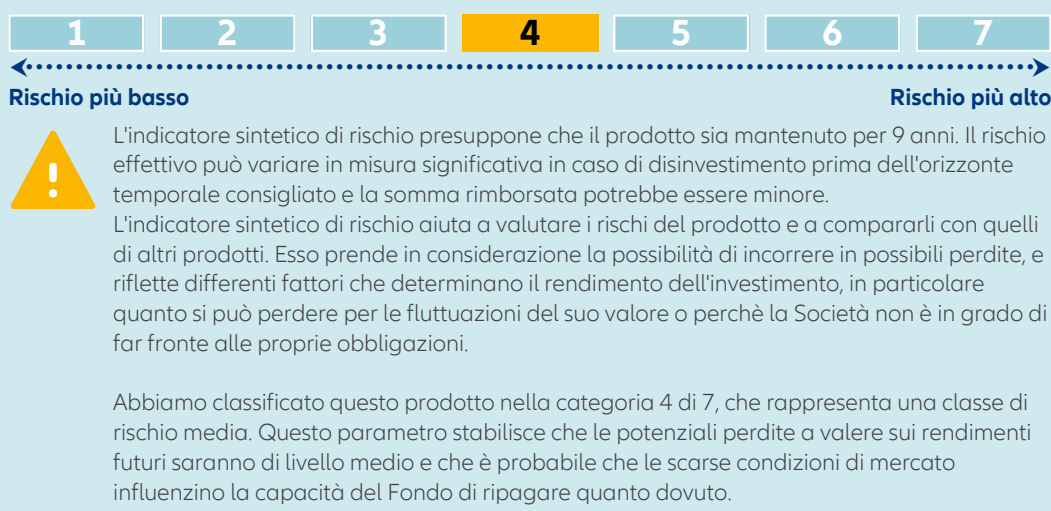 1 2 3 4 5 6 7
Rischio più basso Rischio più alto
L'indicatore sintetico di rischio presuppone che il prodotto sia mantenuto per 9 anni. Il rischio
effettivo può variare in misura significativa in caso di disinvestimento prima dell'orizzonte
temporale consigliato e la somma rimborsata potrebbe essere minore.
L'indicatore sintetico di rischio aiuta a valutare i rischi del prodotto e a compararli con quelli
di altri prodotti. Esso prende in considerazione la possibilità di incorrere in possibili perdite, e
riflette differenti fattori che determinano il rendimento dell'investimento, in particolare
quanto si può perdere per le fluttuazioni del suo valore o perchè la Società non è in grado di
far fronte alle proprie obbligazioni.
Abbiamo classificato questo prodotto nella categoria 4 di 7, che rappresenta una classe di
rischio media. Questo parametro stabilisce che le potenziali perdite a valere sui rendimenti
futuri saranno di livello medio e che è probabile che le scarse condizioni di mercato
influenzino la capacità del Fondo di ripagare quanto dovuto.